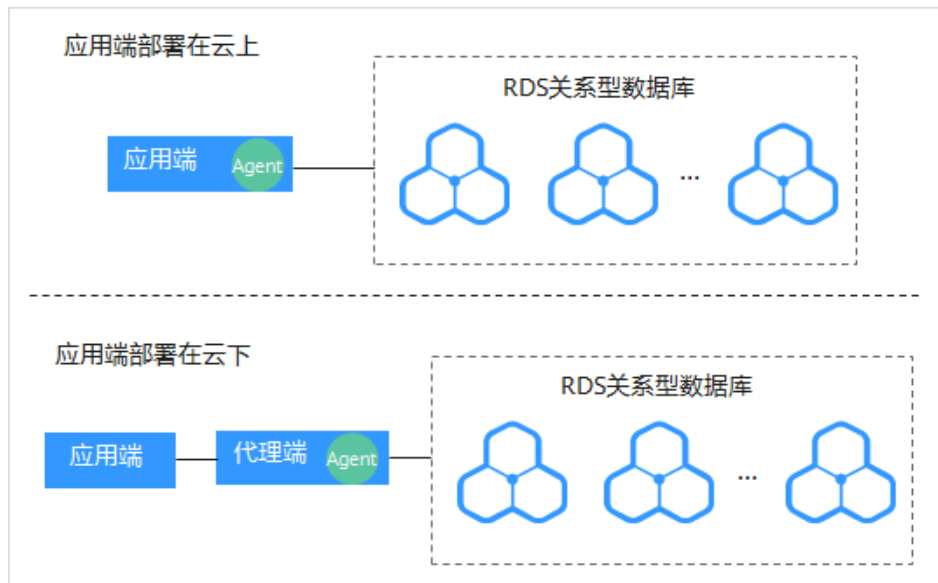 应用端部署在云上
RDS关系型数据库
应用端
Agent
...
应用端部署在云下
RDS关系型数据库
应用端
代理端
Agent
...